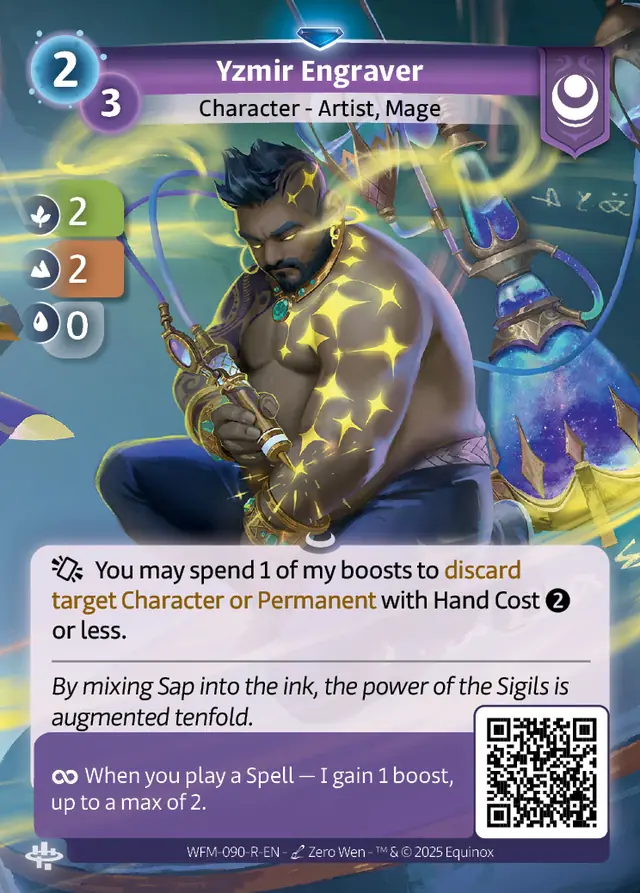 2
3
Yzmir Engraver
Character - Artist, Mage
2
2
0
You may spend 1 of my boosts to discard
target Character or Permanent with Hand Cost 2
or less.
By mixing Sap into the ink, the power of the Sigils is
augmented tenfold.
∞ When you play a Spell — I gain 1 boost,
up to a max of 2.
WFM-090-R-EN - Zero Wen - ™ & © 2025 Equinox